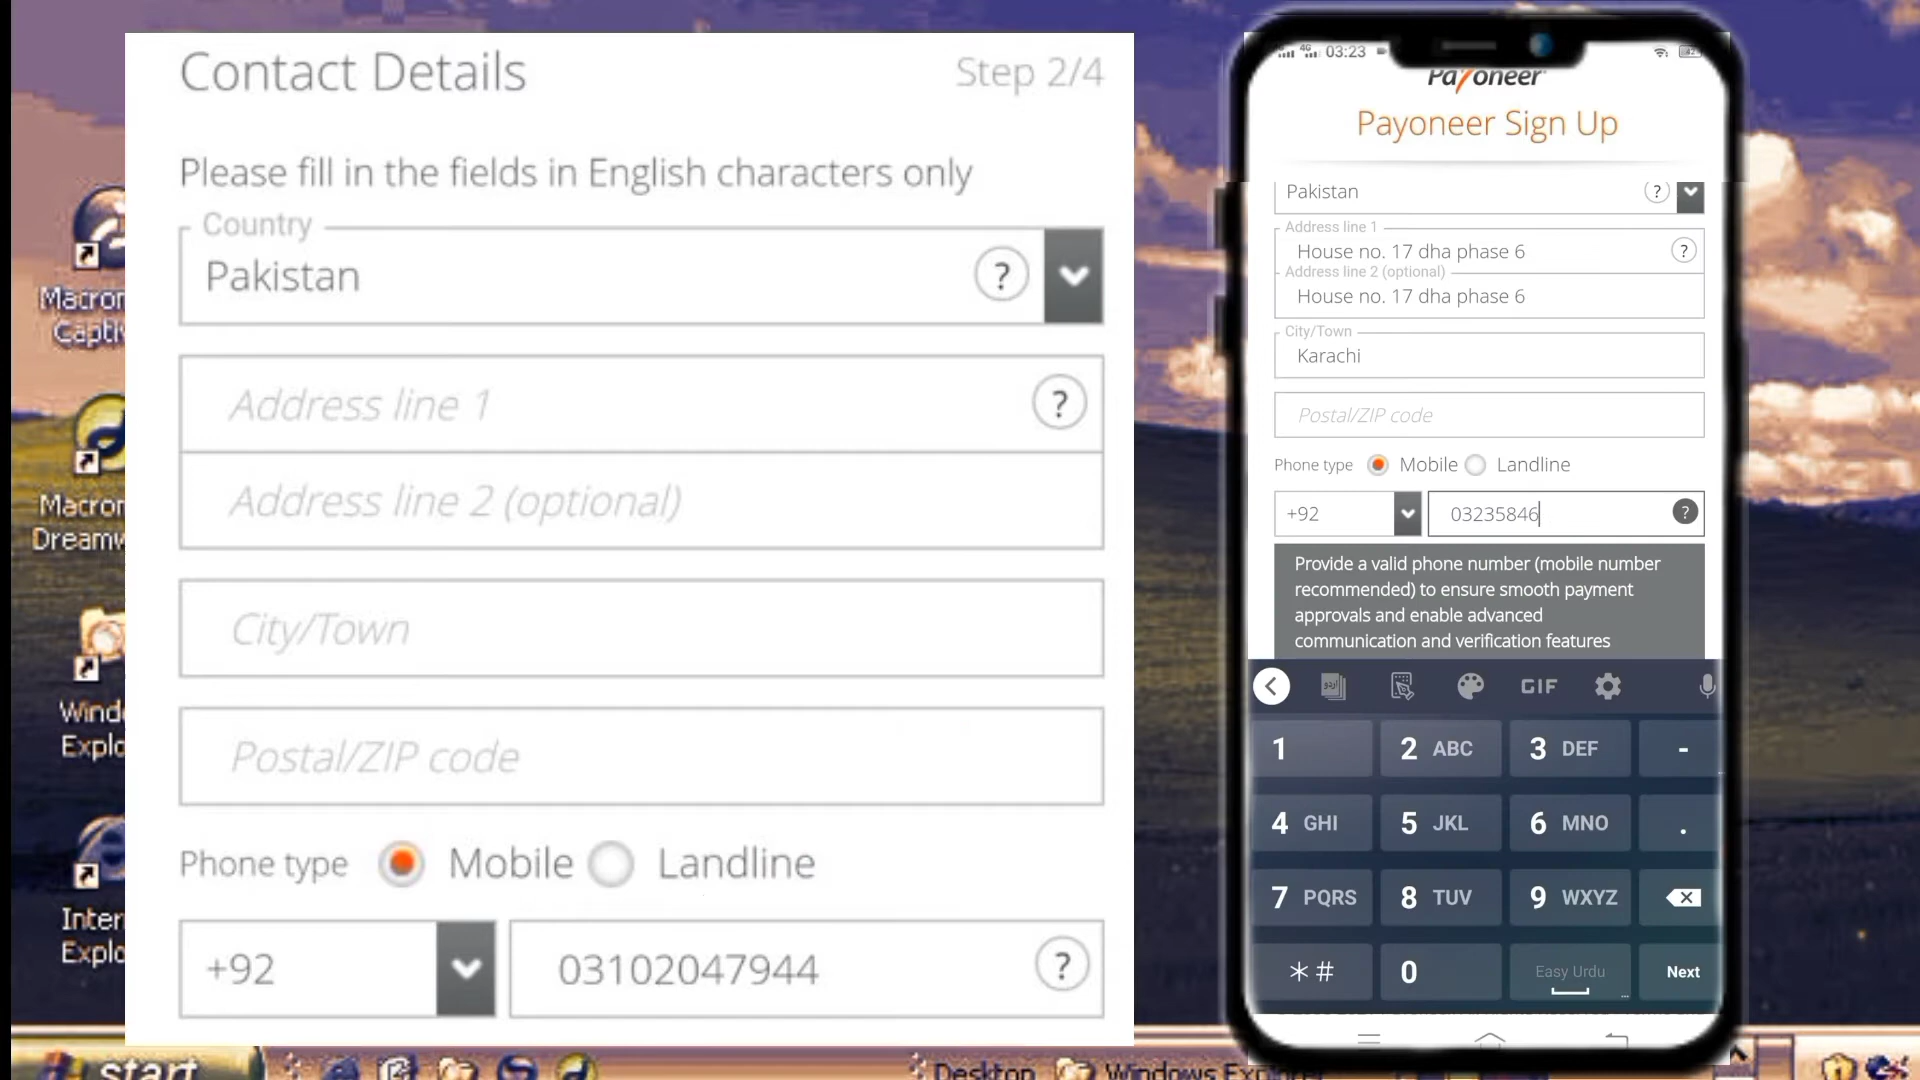 Contact Details
Step 2/4
Please fill in the fields in English characters only
Country
Pakistan
?
Address line 1
?
Address line 2 (optional)
City/Town
Postal/ZIP code
Phone type Mobile Landline
+92
03102047944
?
4G 03:23
Payoneer
Payoneer Sign Up
Pakistan
?
Address line 1
House no. 17 dha phase 6
?
Address line 2 (optional)
House no. 17 dha phase 6
City/Town
Karachi
Postal/ZIP code
Phone type Mobile Landline
+92
03235846
?
Provide a valid phone number (mobile number
recommended) to ensure smooth payment
approvals and enable advanced
communication and verification features
اردو
GIF
1
2 ABC
3 DEF
-
4 GHI
5 JKL
6 MNO
.
7 PQRS
8 TUV
9 WXYZ
* #
0
Easy Urdu
Next
start
Desktop
Windows